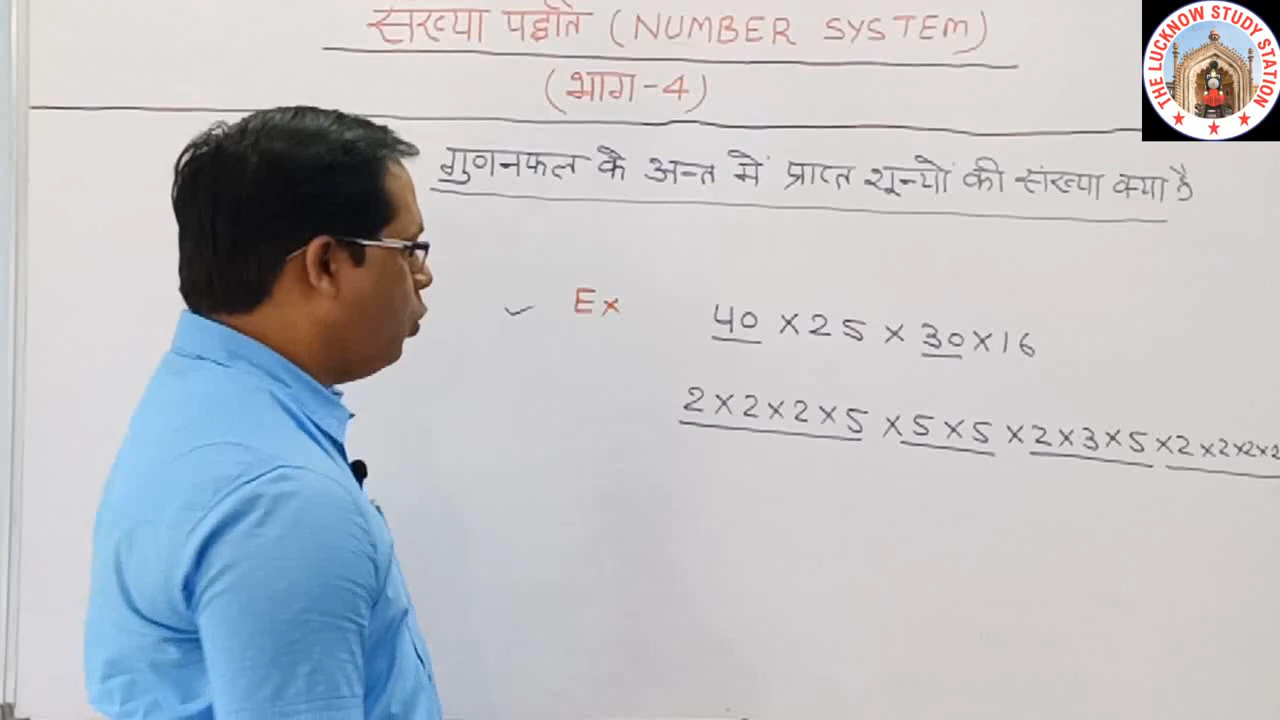 संख्या पद्धति (NUMBER SYSTEM)
(भाग-4)
THE LUCKNOW STUDY STATION
गुणनफल के अन्त में प्राप्त शून्यों की संख्या क्या है
Ex 40 × 25 × 30 × 16
2 × 2 × 2 × 5 × 5 × 5 × 2 × 3 × 5 × 2 × 2 × 2 × 2